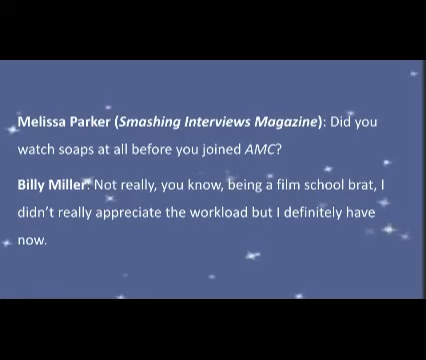 Melissa Parker (Smashing Interviews Magazine): Did you
watch soaps at all before you joined AMC?
Billy Miller: Not really, you know, being a film school brat, I
didn't really appreciate the workload but I definitely have
now.